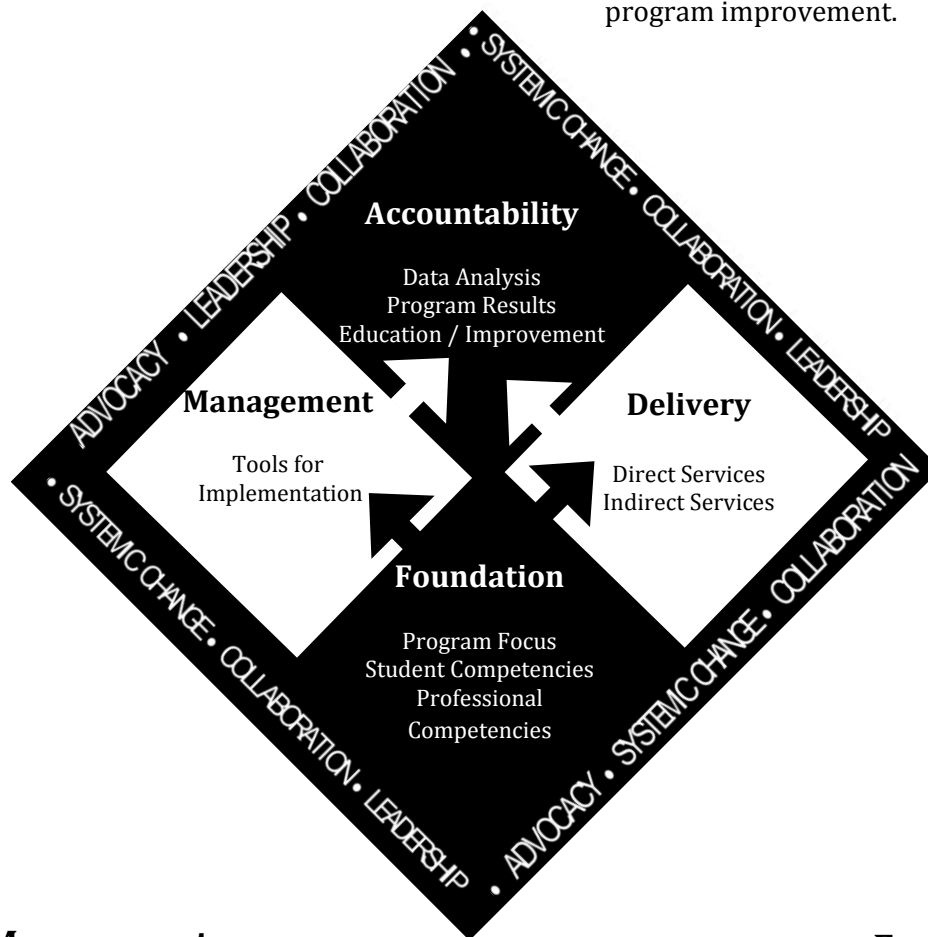 program improvement.
ADVOCACY • LEADERSHIP • COLLABORATION •
• SYSTEMIC CHANGE • COLLABORATION • LEADERSHIP
Accountability
Data Analysis
Program Results
Education / Improvement
Management
Tools for
Implementation
Delivery
Direct Services
Indirect Services
Foundation
Program Focus
Student Competencies
Professional
Competencies
• SYSTEMIC CHANGE • COLLABORATION • LEADERSHIP
• ADVOCACY • SYSTEMIC CHANGE • COLLABORATION